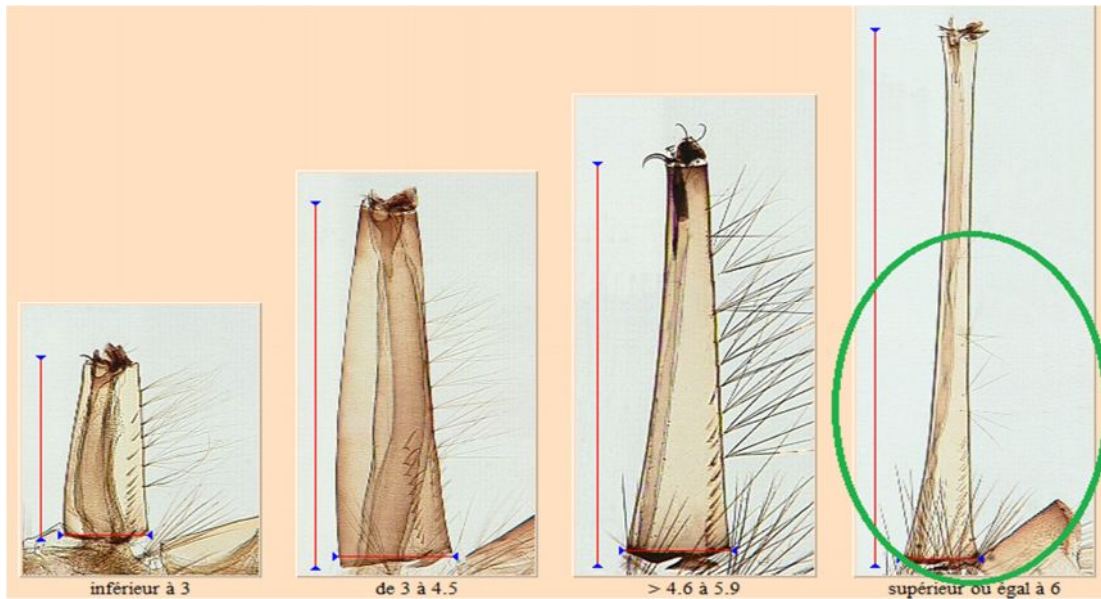 inférieur à 3
de 3 à 4.5
> 4.6 à 5.9
supérieur ou égal à 6